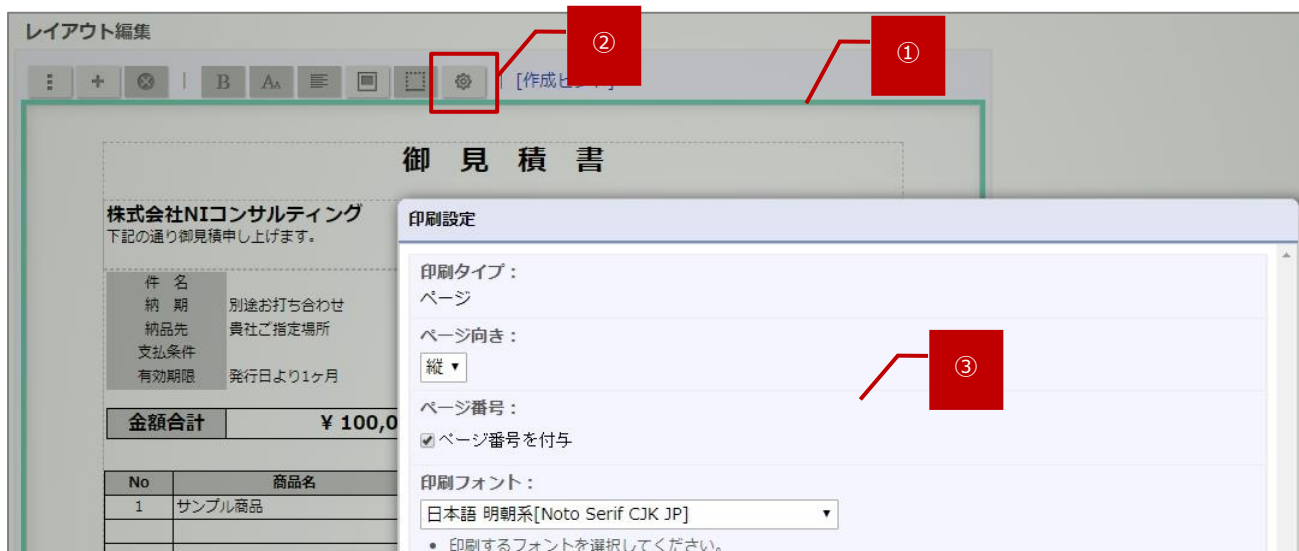 レイアウト編集
②
①
B AA [作成ヒ
御 見 積 書
株式会社NIコンサルティング
下記の通り御見積申し上げます。
件 名
納 期 別途お打ち合わせ
納品先 貴社ご指定場所
支払条件
有効期限 発行日より1ヶ月
金額合計 ¥ 100,0
No 商品名
1 サンプル商品
印刷設定
印刷タイプ：
ページ
ページ向き：
縦
③
ページ番号：
ページ番号を付与
印刷フォント：
日本語 明朝系[Noto Serif CJK JP]
• 印刷するフォントを選択してください。